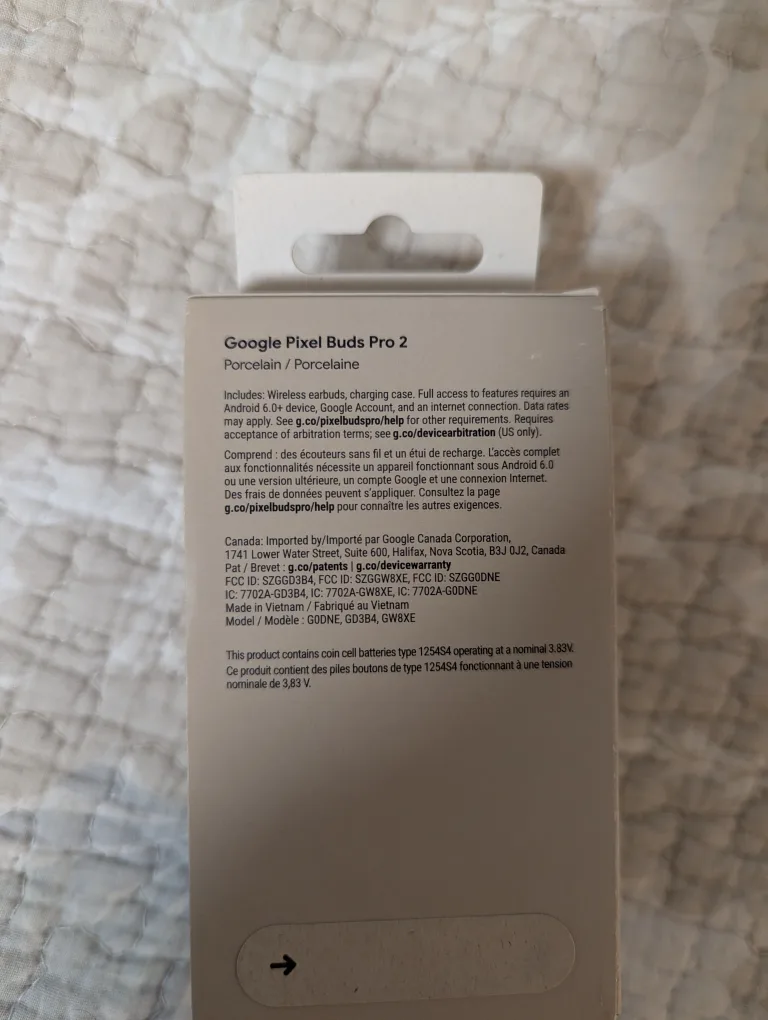 Google Pixel Buds Pro 2
Porcelain / Porcelaine
Includes: Wireless earbuds, charging case. Full access to features requires an
Android 6.0+ device, Google Account, and an internet connection. Data rates
may apply. See g.co/pixelbudspro/help for other requirements. Requires
acceptance of arbitration terms; see g.co/devicearbitration (US only).
Comprend : des écouteurs sans fil et un étui de recharge. L'accès complet
aux fonctionnalités nécessite un appareil fonctionnant sous Android 6.0
ou une version ultérieure, un compte Google et une connexion Internet.
Des frais de données peuvent s'appliquer. Consultez la page
g.co/pixelbudspro/help pour connaître les autres exigences.
Canada: Imported by/Importé par Google Canada Corporation,
1741 Lower Water Street, Suite 600, Halifax, Nova Scotia, B3J 0J2, Canada
Pat / Brevet : g.co/patents | g.co/devicewarranty
FCC ID: SZGGD3B4, FCC ID: SZGGW8XE, FCC ID: SZGG0DNE
IC: 7702A-GD3B4, IC: 7702A-GW8XE, IC: 7702A-G0DNE
Made in Vietnam / Fabriqué au Vietnam
Model / Modèle : G0DNE, GD3B4, GW8XE
This product contains coin cell batteries type 1254S4 operating at a nominal 3.83V.
Ce produit contient des piles boutons de type 1254S4 fonctionnant à une tension
nominale de 3,83 V.